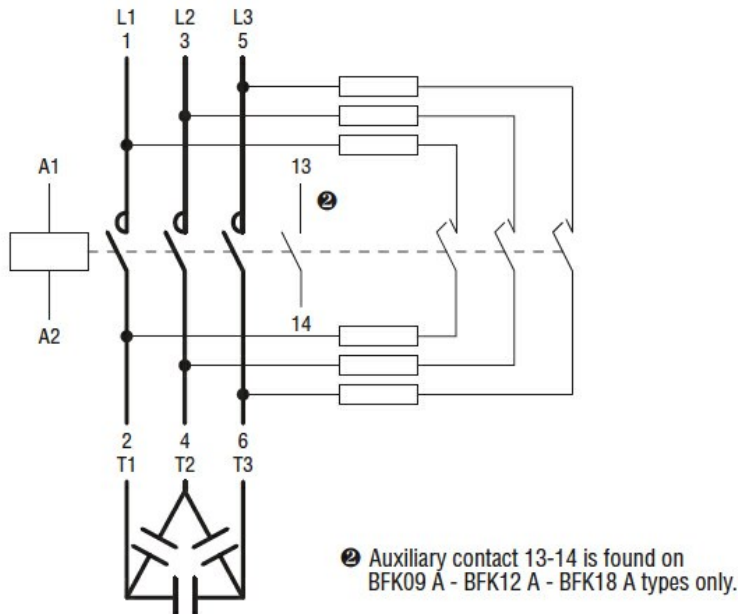 L1 L2 L3
1 3 5
A1
13
❷
A2
14
2 4 6
T1 T2 T3
❷ Auxiliary contact 13-14 is found on
BFK09 A - BFK12 A - BFK18 A types only.